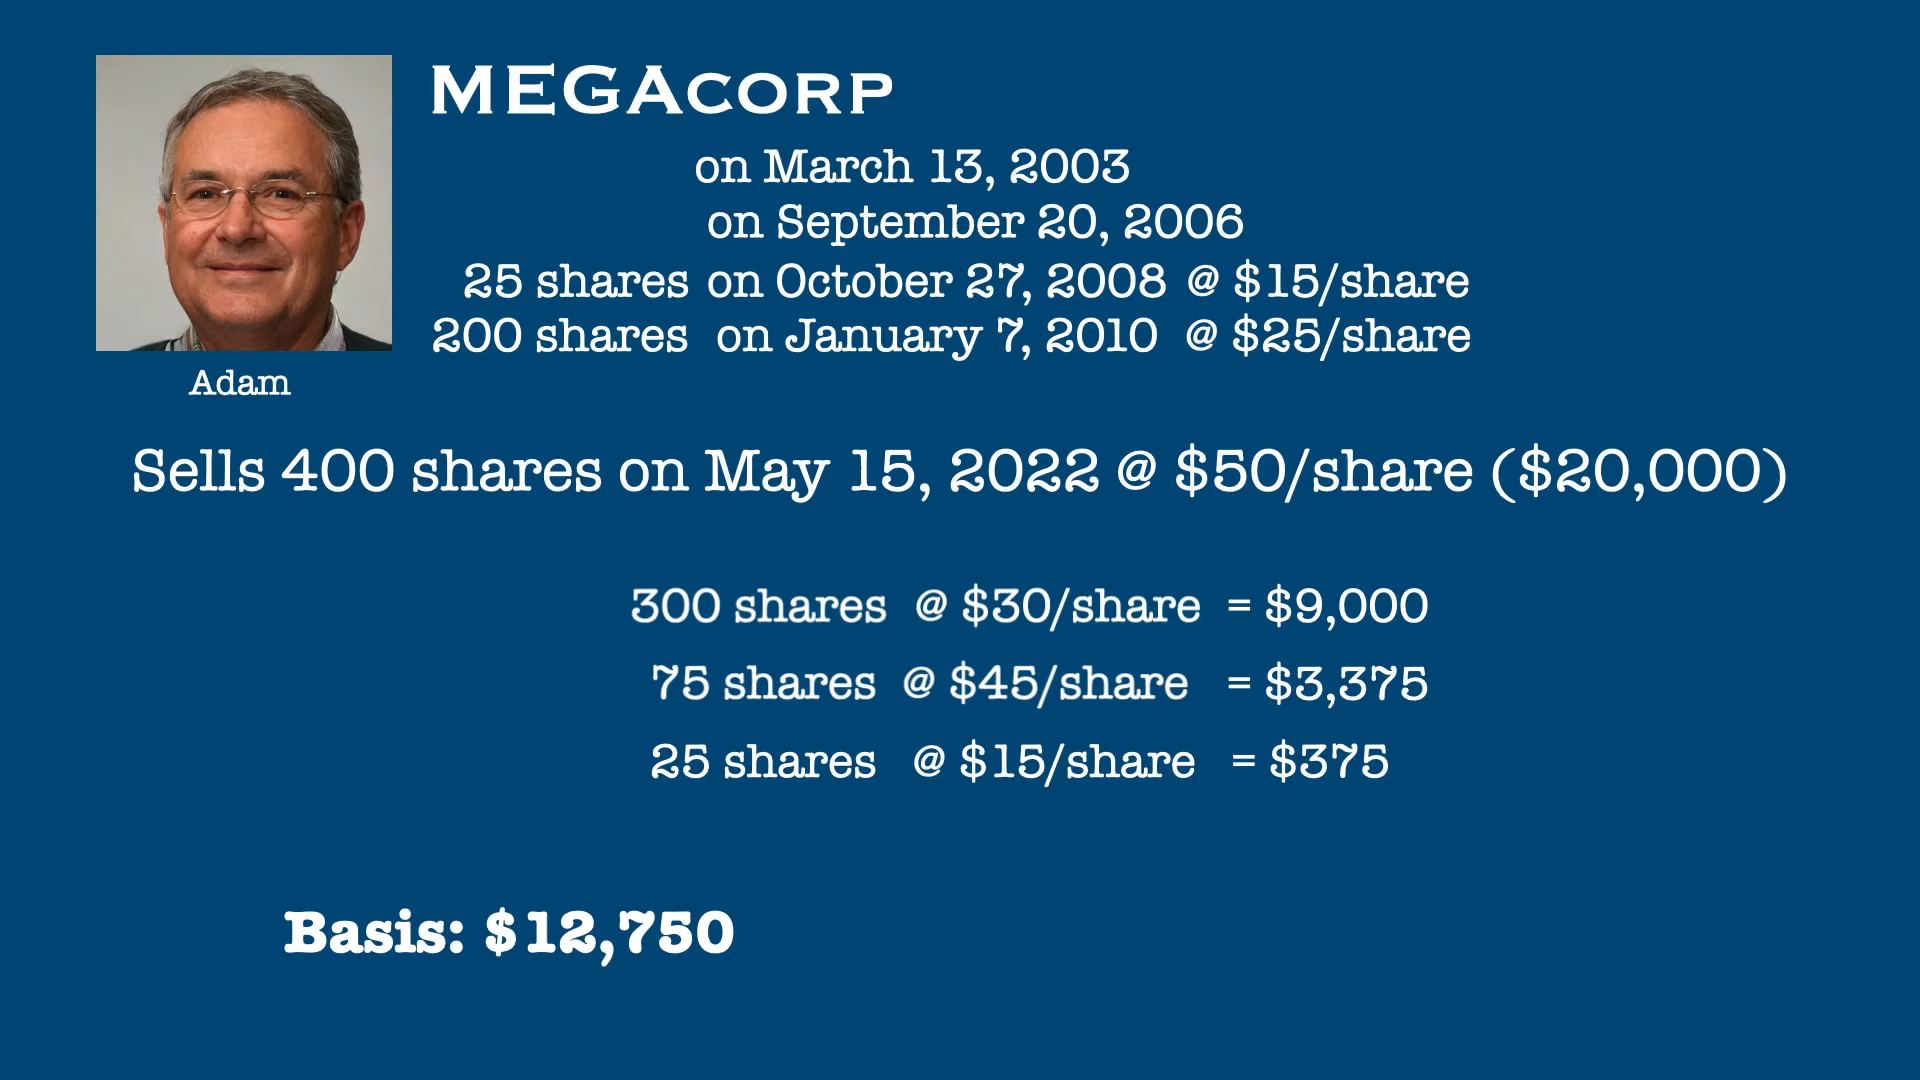 MEGACORP
on March 13, 2003
on September 20, 2006
25 shares on October 27, 2008 @ $15/share
200 shares on January 7, 2010 @ $25/share
Adam
Sells 400 shares on May 15, 2022 @ $50/share ($20,000)
300 shares @ $30/share = $9,000
75 shares @ $45/share = $3,375
25 shares @ $15/share = $375
Basis: $12,750